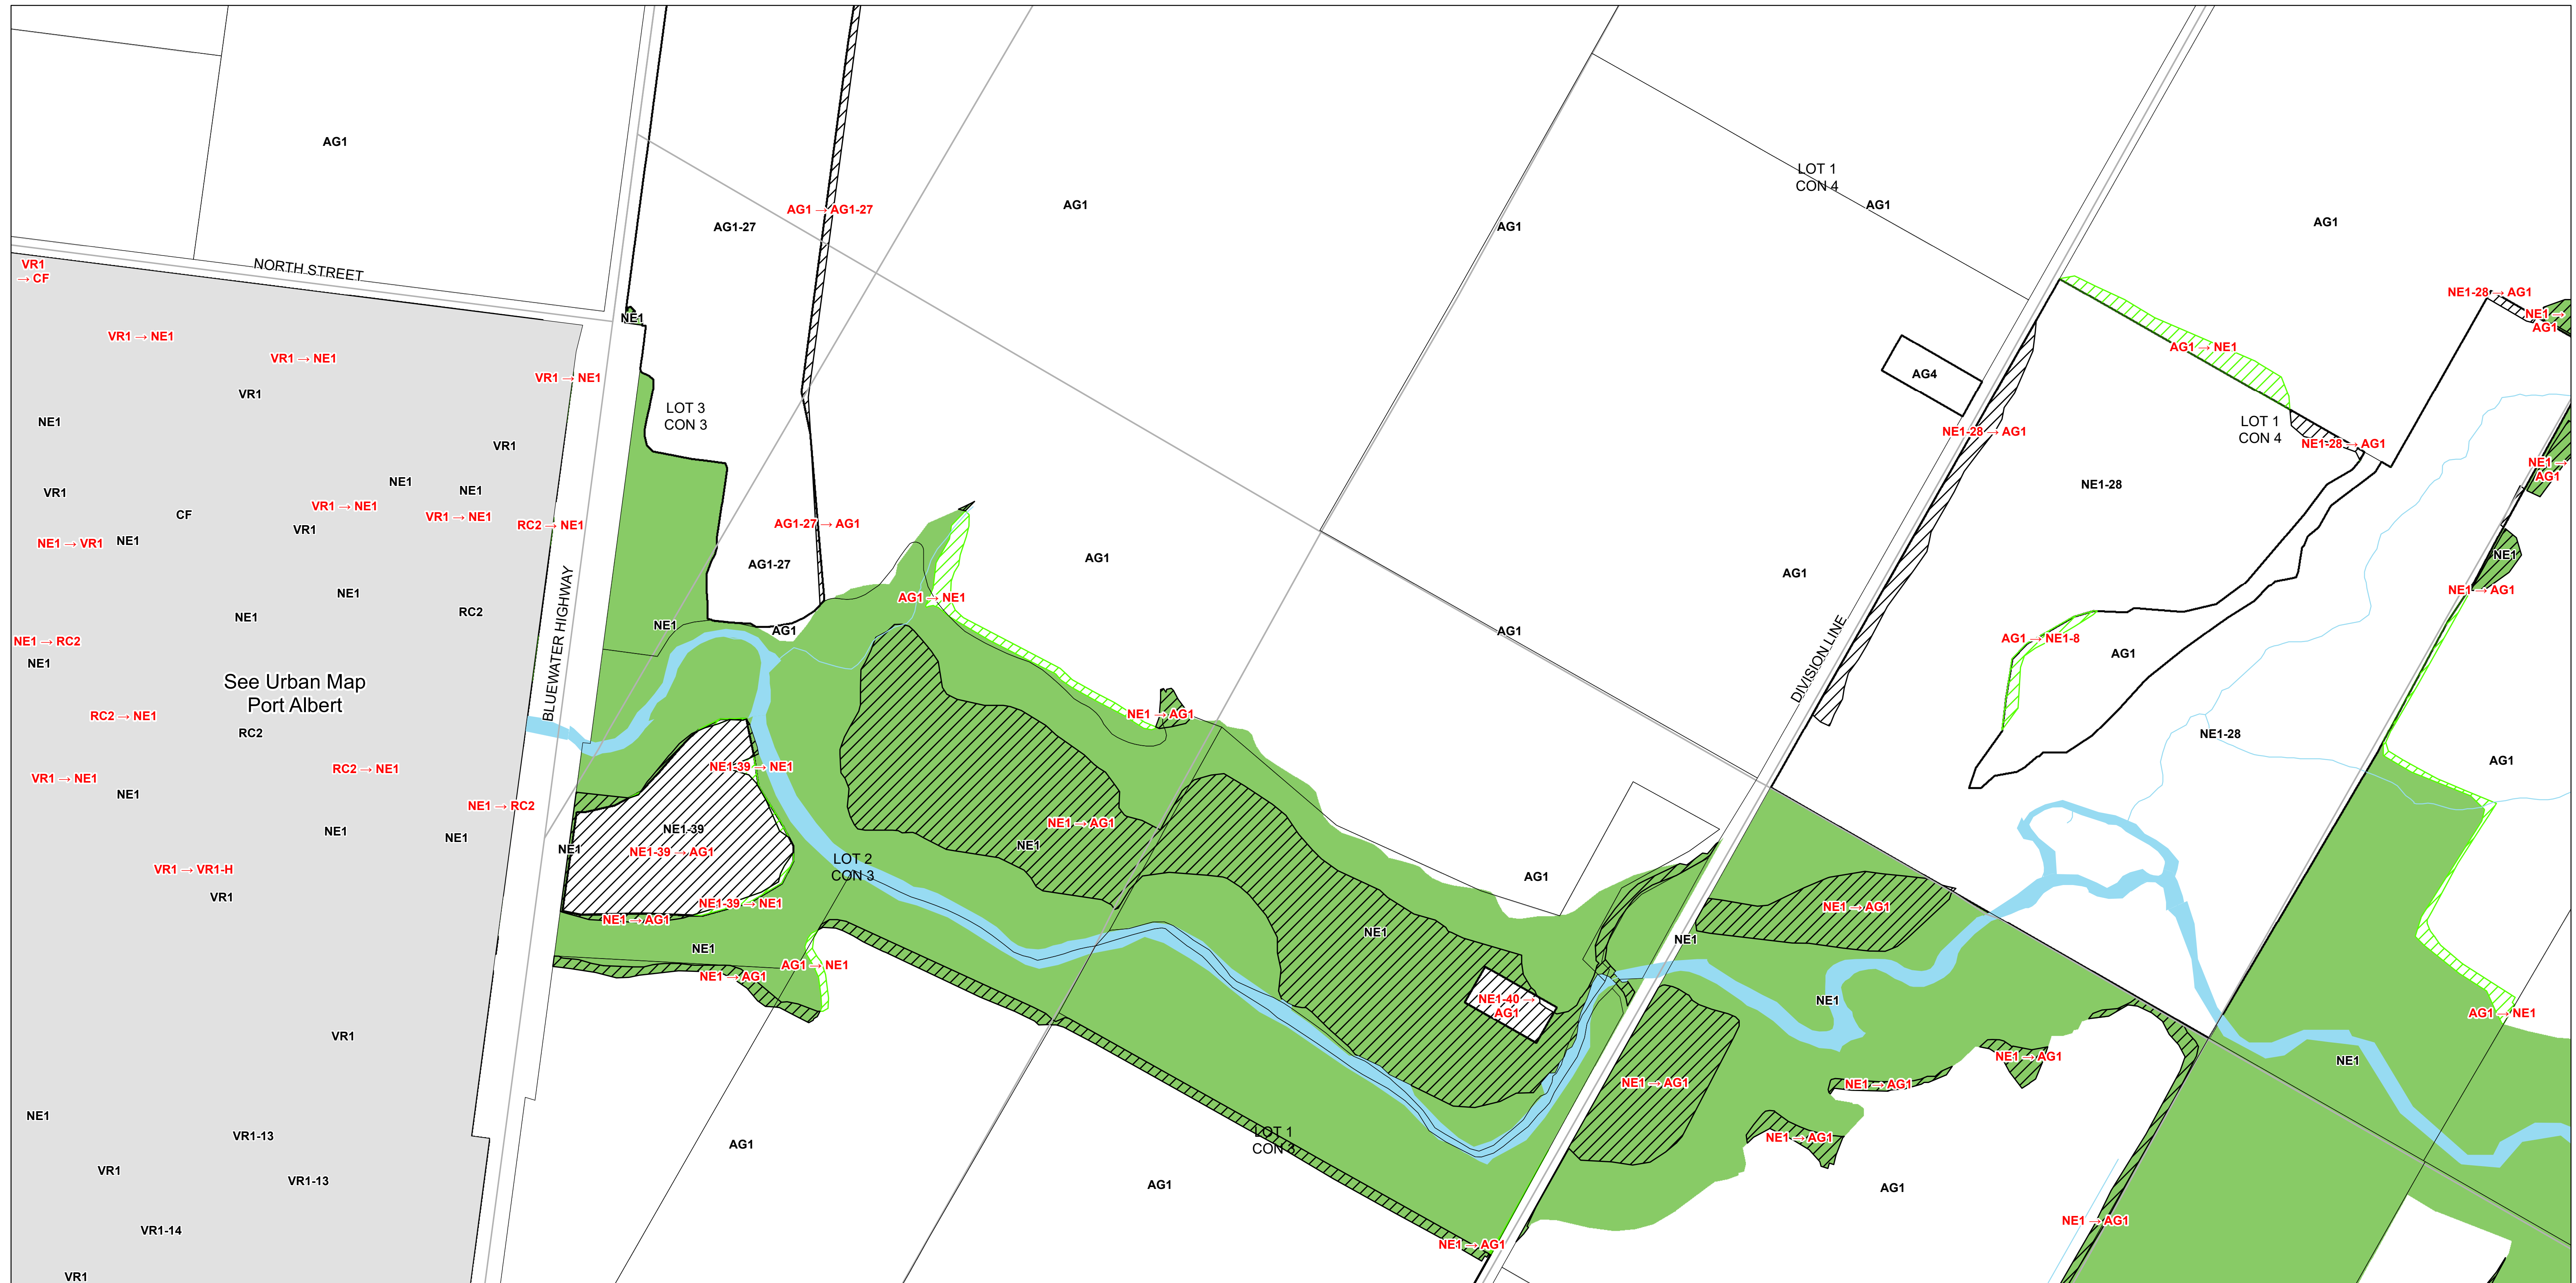 AG1
LOT 1
CON 4
AG1
AG1
AG1
AG1 → AG1-27
AG1-27
AG1
AG1
NORTH STREET
VR1
→ CF
NE1-28 → AG1
NE1 →
AG1
NE1
VR1 → NE1
VR1 → NE1
AG1 → NE1
VR1 → NE1
AG4
VR1
LOT 3
CON 3
NE1
LOT 1
CON 4
NE1-28 → AG1
NE1-28 → AG1
VR1
NE1 →
AG1
NE1
NE1
NE1-28
VR1
VR1 → NE1
CF
VR1 → NE1
RC2 → NE1
AG1-27 → AG1
VR1
NE1 → VR1
NE1
AG1
NE1
AG1-27
AG1
NE1 → AG1
NE1
AG1 → NE1
NE1
RC2
NE1
AG1
AG1
AG1 → NE1-8
NE1 → RC2
BLUEWATER HIGHWAY
DIVISION LINE
AG1
NE1
See Urban Map
Port Albert
RC2 → NE1
NE1 → AG1
RC2
NE1-28
AG1
RC2 → NE1
NE1-39 → NE1
VR1 → NE1
NE1
NE1 → RC2
NE1 → AG1
NE1-39
NE1
NE1
NE1
NE1
NE1-39 → AG1
LOT 2
CON 3
VR1 → VR1-H
AG1
VR1
NE1-39 → NE1
NE1 → AG1
NE1 → AG1
NE1
NE1
NE1
AG1 → NE1
NE1 → AG1
NE1-40 →
AG1
NE1
AG1 → NE1
VR1
NE1 → AG1
NE1
NE1 → AG1
NE1 → AG1
NE1
VR1-13
LOT 1
CON 3
NE1 → AG1
AG1
VR1
VR1-13
AG1
AG1
NE1 → AG1
VR1-14
NE1 → AG1
VR1